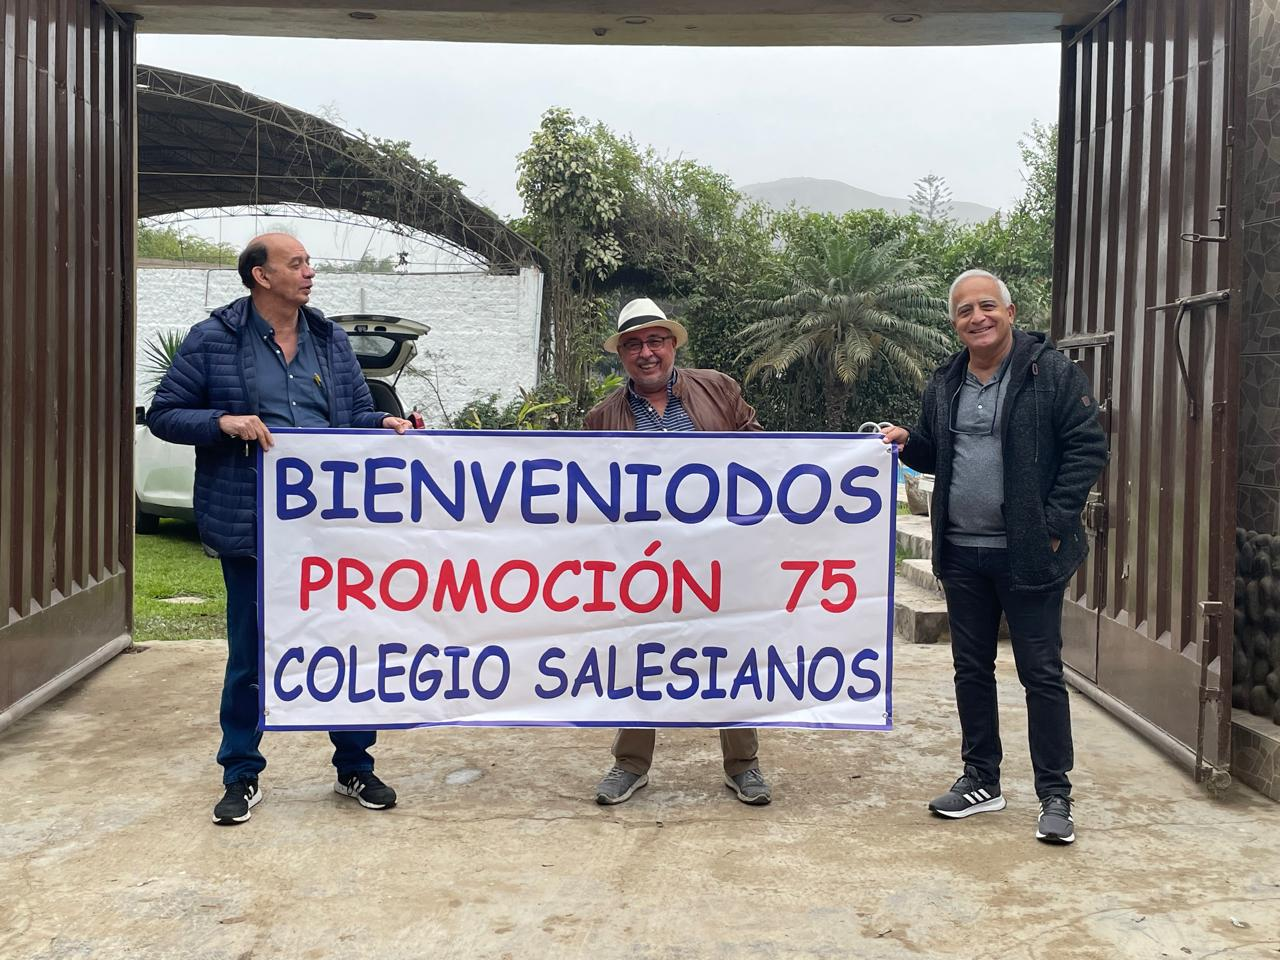 BIENVENIODOS
PROMOCIÓN 75
COLEGIO SALESIANOS